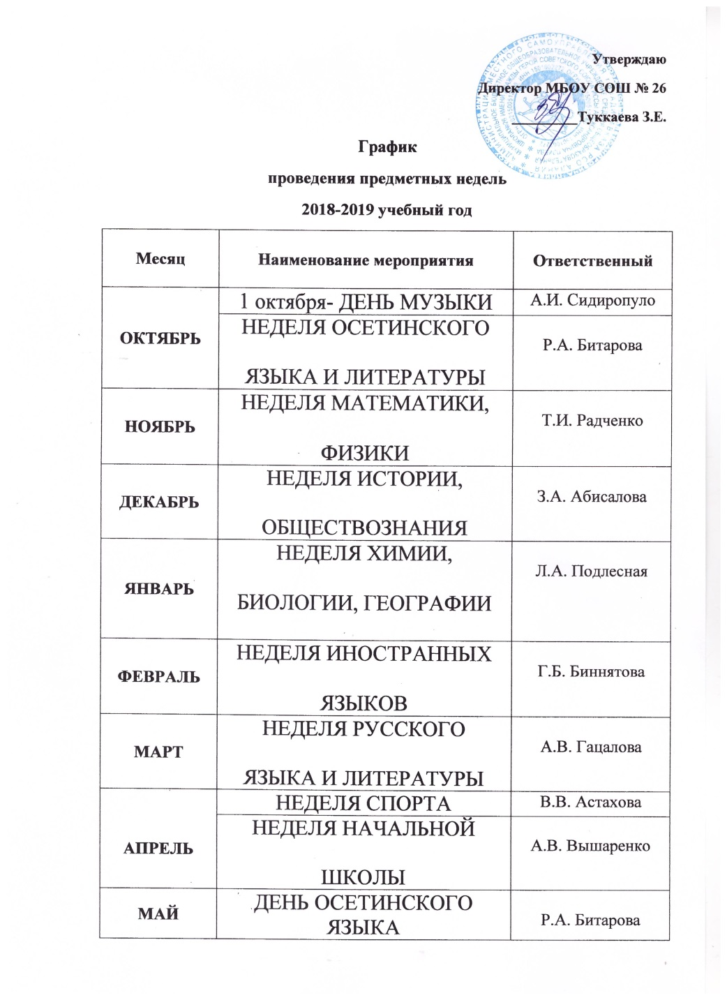 Утверждаю
Директор МБОУ СОШ № 26
Туккаева З.Е.
График
проведения предметных недель
2018-2019 учебный год
Месяц Наименование мероприятия Ответственный
ОКТЯБРЬ
1 октября- ДЕНЬ МУЗЫКИ А.И. Сидиропуло
НЕДЕЛЯ ОСЕТИНСКОГО
ЯЗЫКА И ЛИТЕРАТУРЫ
Р.А. Битарова
НОЯБРЬ
НЕДЕЛЯ МАТЕМАТИКИ,
ФИЗИКИ
Т.И. Радченко
ДЕКАБРЬ
НЕДЕЛЯ ИСТОРИИ,
ОБЩЕСТВОЗНАНИЯ
З.А. Абисалова
ЯНВАРЬ
НЕДЕЛЯ ХИМИИ,
БИОЛОГИИ, ГЕОГРАФИИ
Л.А. Подлесная
ФЕВРАЛЬ
НЕДЕЛЯ ИНОСТРАННЫХ
ЯЗЫКОВ
Г.Б. Биннятова
МАРТ
НЕДЕЛЯ РУССКОГО
ЯЗЫКА И ЛИТЕРАТУРЫ
А.В. Гацалова
АПРЕЛЬ
НЕДЕЛЯ СПОРТА В.В. Астахова
НЕДЕЛЯ НАЧАЛЬНОЙ
ШКОЛЫ
А.В. Вышаренко
МАЙ
ДЕНЬ ОСЕТИНСКОГО
ЯЗЫКА
Р.А. Битарова